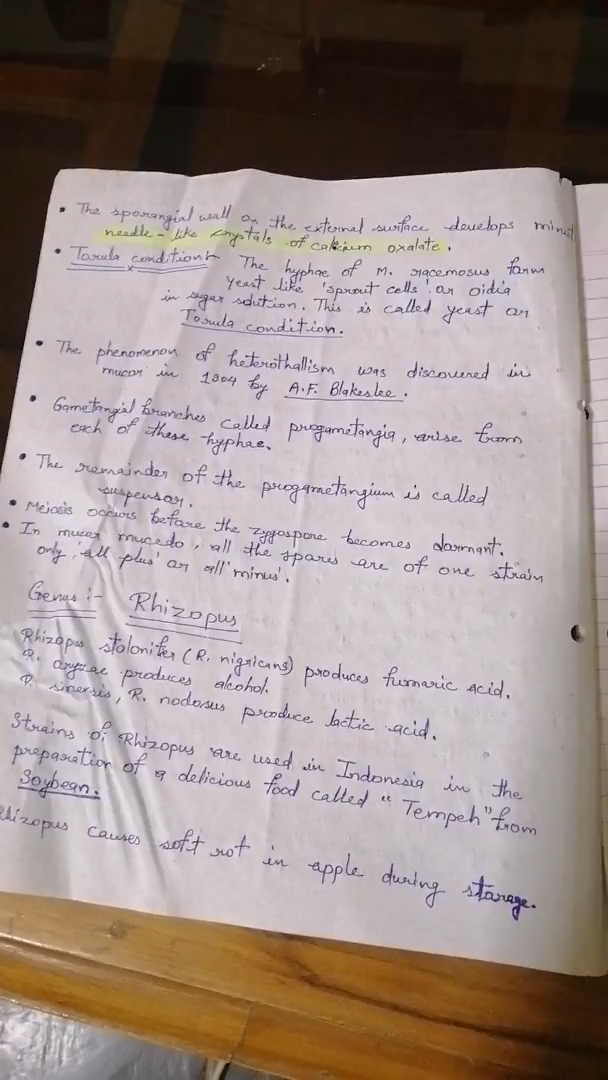 • The sporangial wall on the external surface develops minut
needle-like crystals of calcium oxalate.
• Torula condition :- The hyphae of M. racemosus form
yeast like 'sprout cells' or oidia
in sugar solution. This is called yeast or
Torula condition.
• The phenomenon of heterothallism was discovered in
mucor in 1904 by A.F. Blakeslee.
• Gametangial branches, called progametangia, arise from
each of these hyphae.
• The remainder of the progametangium is called
suspensor.
• Meiosis occurs before the zygospore becomes dormant.
• In mucor mucedo, all the spores are of one strain
only, 'all plus' or all 'minus'.
Genus :- Rhizopus
Rhizopus stolonifer (R. nigricans) produces fumaric acid.
R. oryzae produces alcohol.
R. sinensis, R. nodosus produce lactic acid.
Strains of Rhizopus are used in Indonesia in the
preparation of a delicious food called "Tempeh" from
Soybean.
Rhizopus causes soft rot in apple during storage.